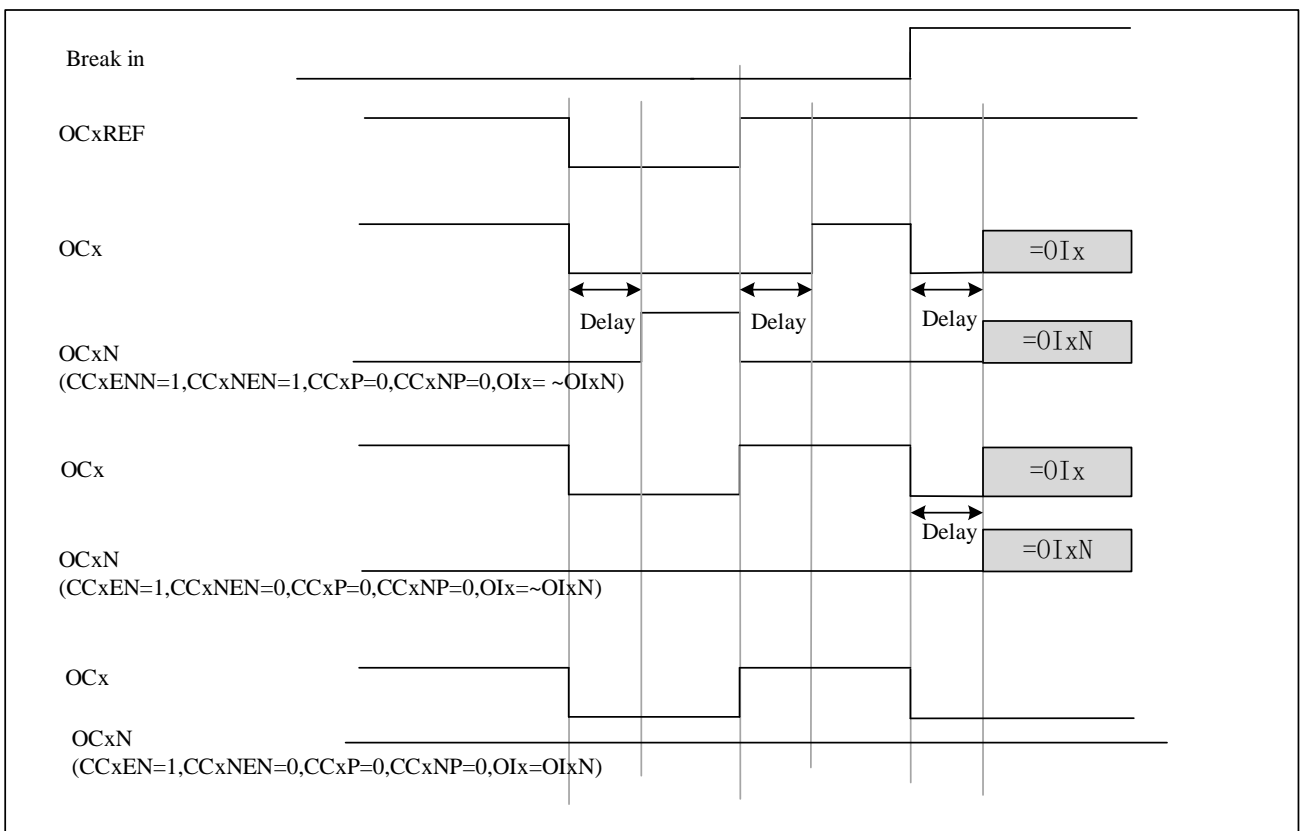 Break in
OCxREF
OCx
=OIx
Delay Delay Delay
OCxN
=OIxN
(CCxENN=1,CCxNEN=1,CCxP=0,CCxNP=0,OIx= ~OIxN)
OCx
=OIx
Delay
OCxN
=OIxN
(CCxEN=1,CCxNEN=0,CCxP=0,CCxNP=0,OIx=~OIxN)
OCx
OCxN
(CCxEN=1,CCxNEN=0,CCxP=0,CCxNP=0,OIx=OIxN)